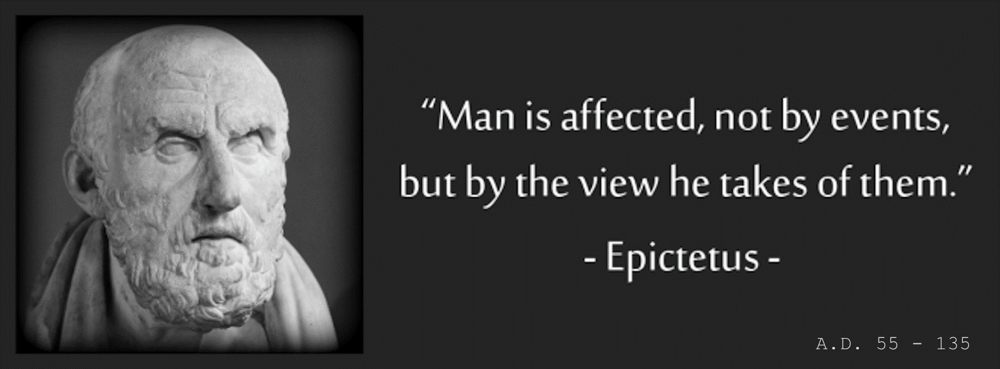 “Man is affected, not by events,
but by the view he takes of them.”
- Epictetus -
A.D. 55 - 135